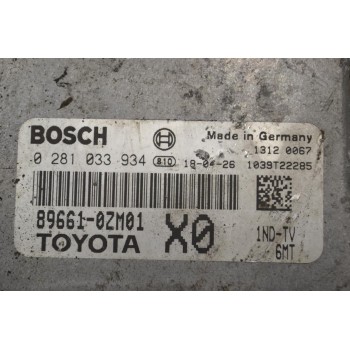 BOSCH Made in Germany
1312 0067
0 281 033 934 810 18-04-26 1039T22285
89661-0ZM01 X0 1ND-TV
TOYOTA 6MT